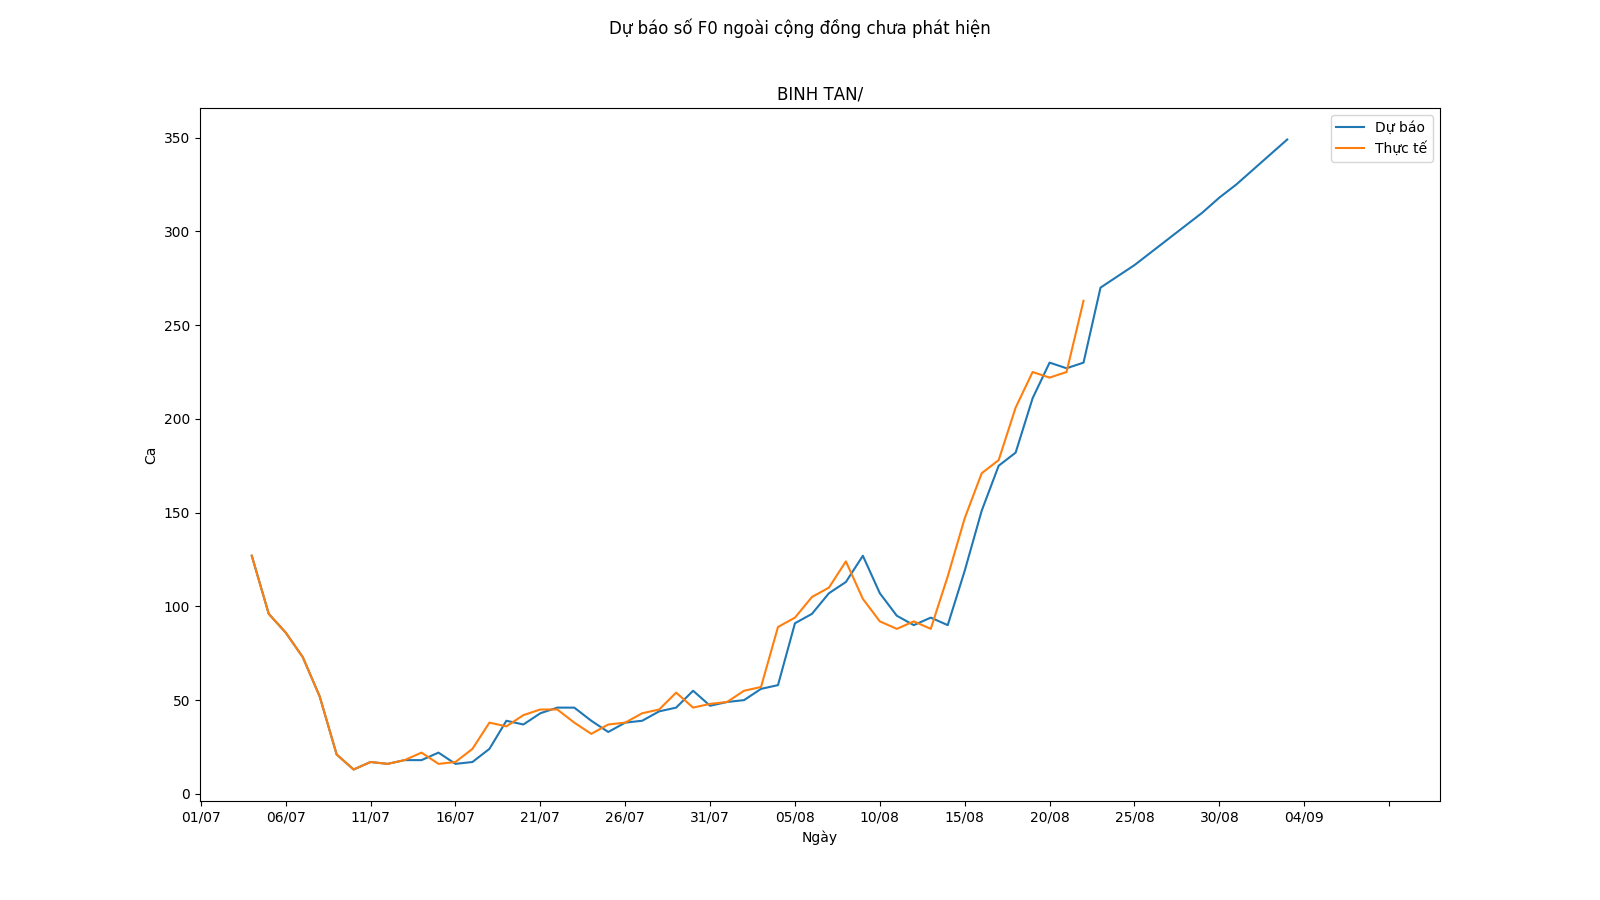 Dự báo số F0 ngoài cộng đồng chưa phát hiện
BINH TAN/
Dự báo
Thực tế
350
300
250
200
150
100
50
0
Ca
01/07 06/07 11/07 16/07 21/07 26/07 31/07 05/08 10/08 15/08 20/08 25/08 30/08 04/09
Ngày